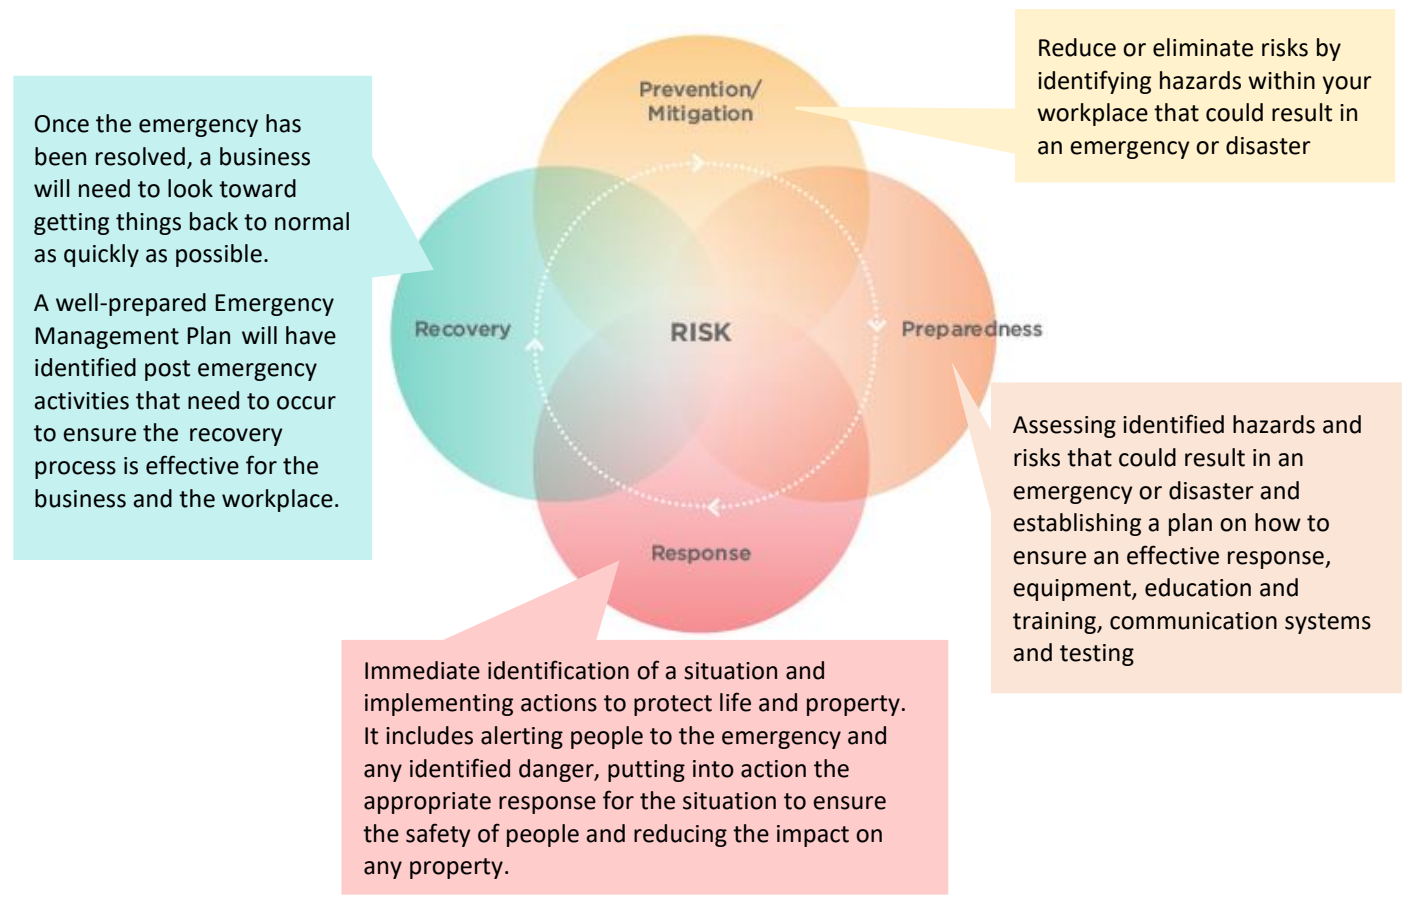 Prevention/
Mitigation
Reduce or eliminate risks by
identifying hazards within your
workplace that could result in
an emergency or disaster
Once the emergency has
been resolved, a business
will need to look toward
getting things back to normal
as quickly as possible.
A well-prepared Emergency
Management Plan will have
identified post emergency
activities that need to occur
to ensure the recovery
process is effective for the
business and the workplace.
Recovery
RISK
Preparedness
Assessing identified hazards and
risks that could result in an
emergency or disaster and
establishing a plan on how to
ensure an effective response,
equipment, education and
training, communication systems
and testing
Response
Immediate identification of a situation and
implementing actions to protect life and property.
It includes alerting people to the emergency and
any identified danger, putting into action the
appropriate response for the situation to ensure
the safety of people and reducing the impact on
any property.